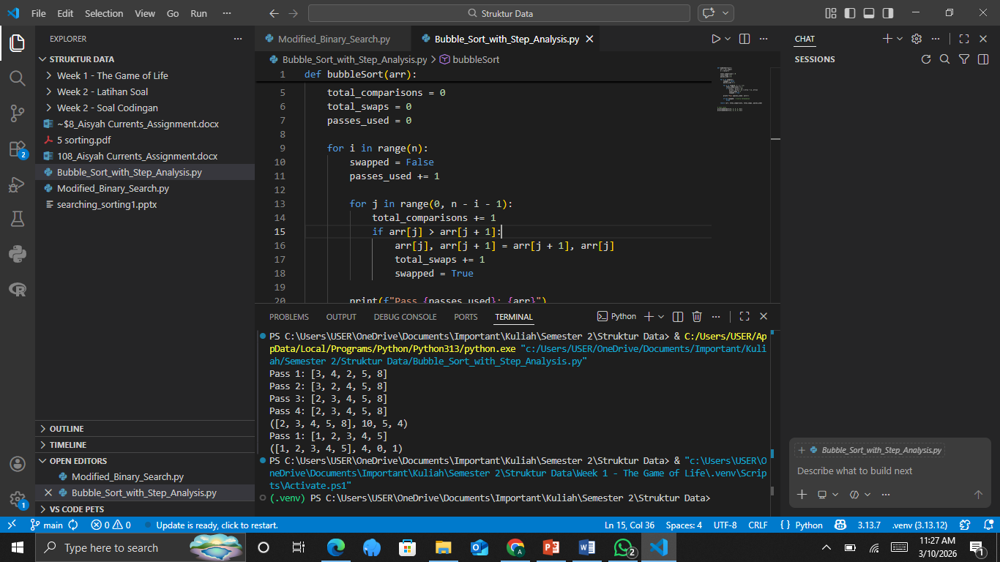 File Edit Selection View Go Run ···
Struktur Data
EXPLORER
STRUKTUR DATA
Week 1 - The Game of Life
Week 2 - Latihan Soal
Week 2 - Soal Codingan
~$8_Aisyah Currents_Assignment.docx
5 sorting.pdf
108_Aisyah Currents_Assignment.docx
Bubble_Sort_with_Step_Analysis.py
Modified_Binary_Search.py
searching_sorting1.pptx
OUTLINE
TIMELINE
OPEN EDITORS
Modified_Binary_Search.py
Bubble_Sort_with_Step_Analysis.py
VS CODE PETS
2
1
Modified_Binary_Search.py Bubble_Sort_with_Step_Analysis.py
Bubble_Sort_with_Step_Analysis.py > bubbleSort
1 def bubbleSort(arr):
5 total_comparisons = 0
6 total_swaps = 0
7 passes_used = 0
8
9 for i in range(n):
10 swapped = False
11 passes_used += 1
12
13 for j in range(0, n - i - 1):
14 total_comparisons += 1
15 if arr[j] > arr[j + 1]:
16 arr[j], arr[j + 1] = arr[j + 1], arr[j]
17 total_swaps += 1
18 swapped = True
19
20 print(f"Pass {passes_used}: {arr}")
PROBLEMS OUTPUT DEBUG CONSOLE PORTS TERMINAL Python
PS C:\Users\USER\OneDrive\Documents\Important\Kuliah\Semester 2\Struktur Data> & C:/Users/USER/Ap
pData/Local/Programs/Python/Python313/python.exe "c:/Users/USER/OneDrive/Documents/Important/Kuli
ah/Semester 2/Struktur Data/Bubble_Sort_with_Step_Analysis.py"
Pass 1: [3, 4, 2, 5, 8]
Pass 2: [3, 2, 4, 5, 8]
Pass 3: [2, 3, 4, 5, 8]
Pass 4: [2, 3, 4, 5, 8]
([2, 3, 4, 5, 8], 10, 5, 4)
Pass 1: [1, 2, 3, 4, 5]
([1, 2, 3, 4, 5], 4, 0, 1)
PS C:\Users\USER\OneDrive\Documents\Important\Kuliah\Semester 2\Struktur Data> & "c:\Users\USER\O
neDrive\Documents\Important\Kuliah\Semester 2\Struktur Data\Week 1 - The Game of Life\.venv\Scrip
ts\Activate.ps1"
(.venv) PS C:\Users\USER\OneDrive\Documents\Important\Kuliah\Semester 2\Struktur Data>
CHAT
SESSIONS
Bubble_Sort_with_Step_Analysis.py
Describe what to build next
main 0 0 Update is ready, click to restart. Ln 15, Col 36 Spaces: 4 UTF-8 CRLF { } Python 3.13.7 .venv (3.13.12)
Type here to search
2
11:27 AM
3/10/2026
1